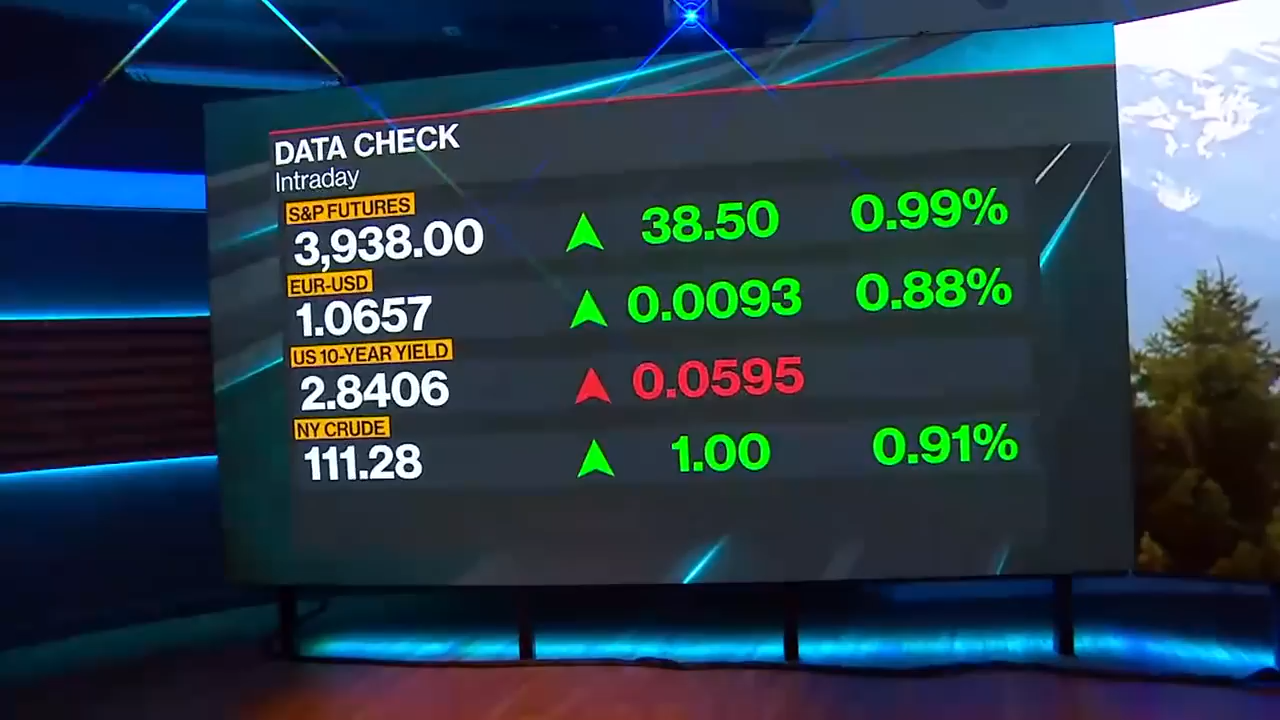 DATA CHECK
Intraday
S&P FUTURES
3,938.00 38.50 0.99%
EUR-USD
1.0657 0.0093 0.88%
US 10-YEAR YIELD
2.8406 0.0595
NY CRUDE
111.28 1.00 0.91%